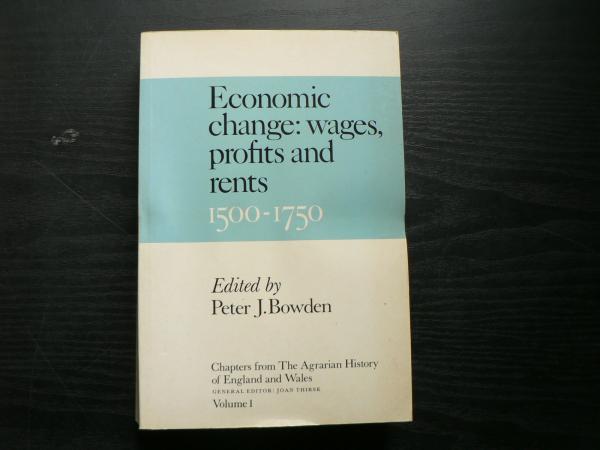 Economic
change: wages,
profits and
rents
1500-1750
Edited by
Peter J. Bowden
Chapters from The Agrarian History
of England and Wales
GENERAL EDITOR: JOAN THIRSK
Volume I